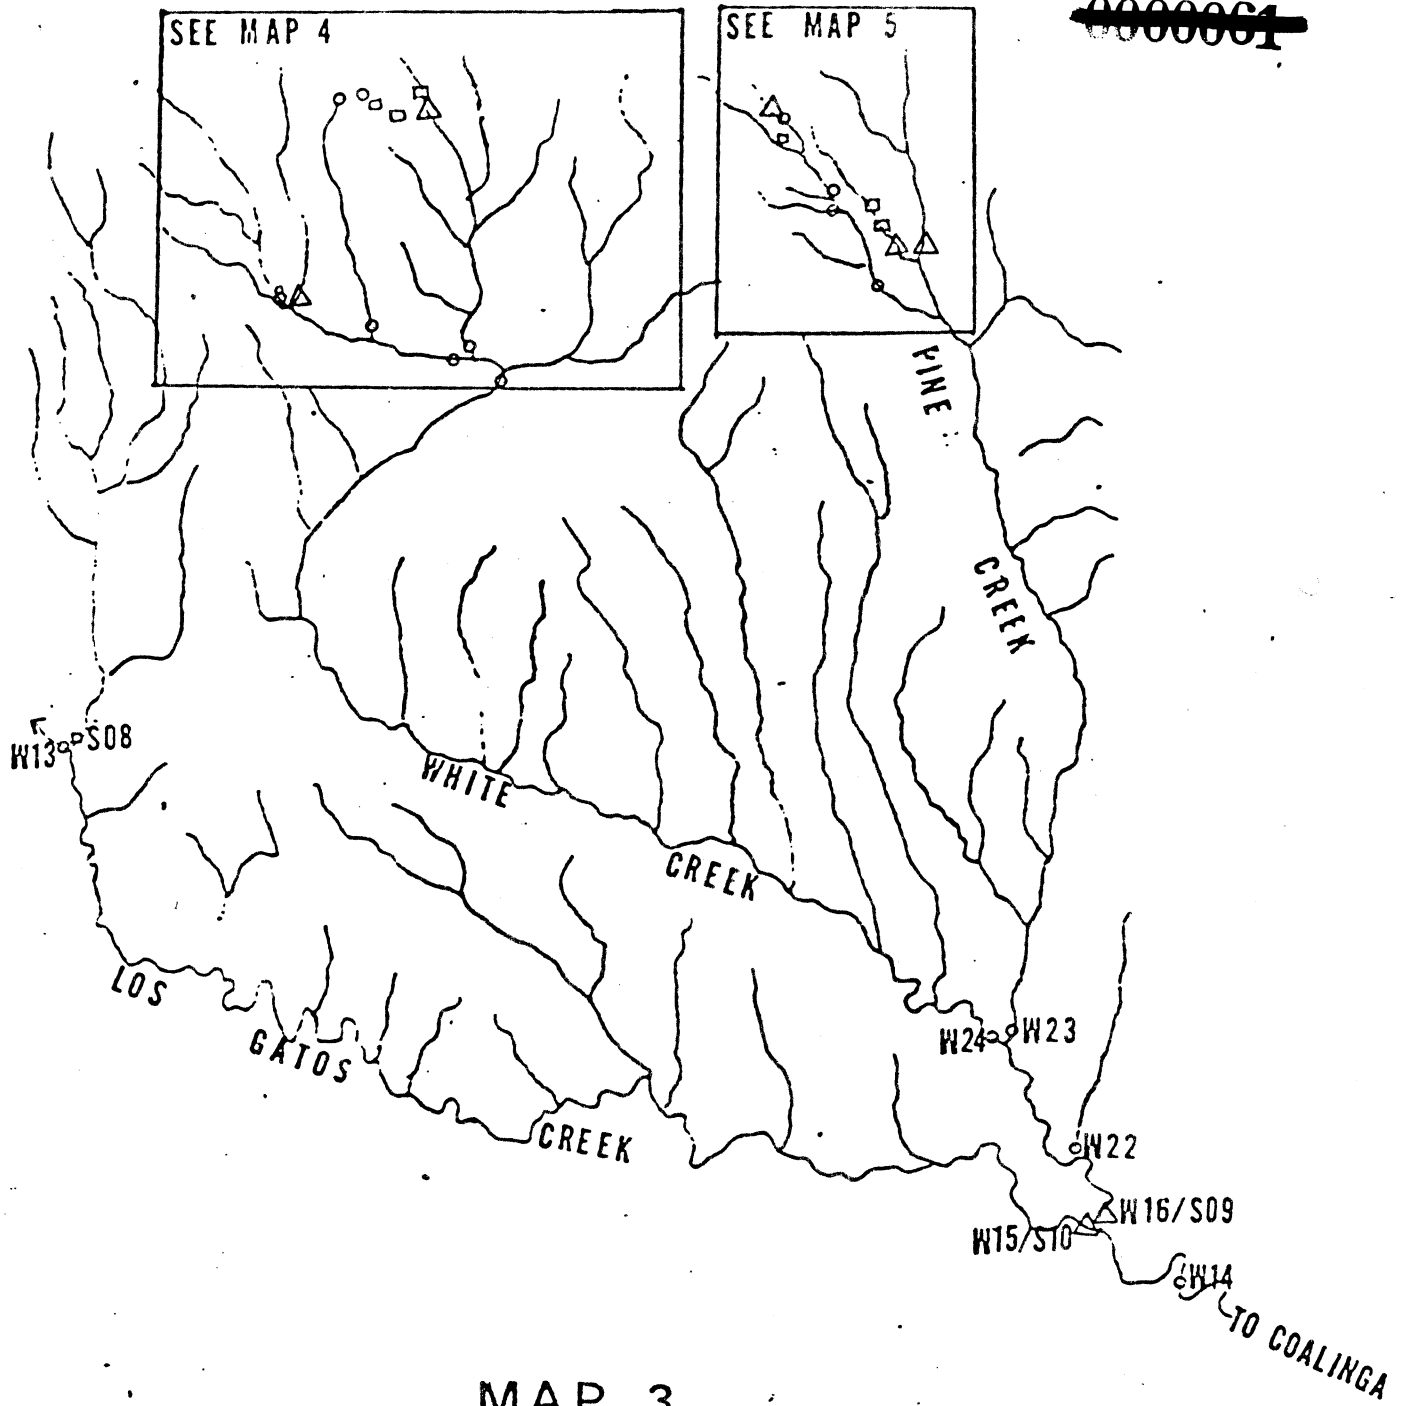 SEE MAP 4
SEE MAP 5
0000061
PINE
CREEK
W13
S08
WHITE
CREEK
LOS
GATOS
CREEK
W24
W23
W22
W16/S09
W15/S10
W14
TO COALINGA
MAP 3